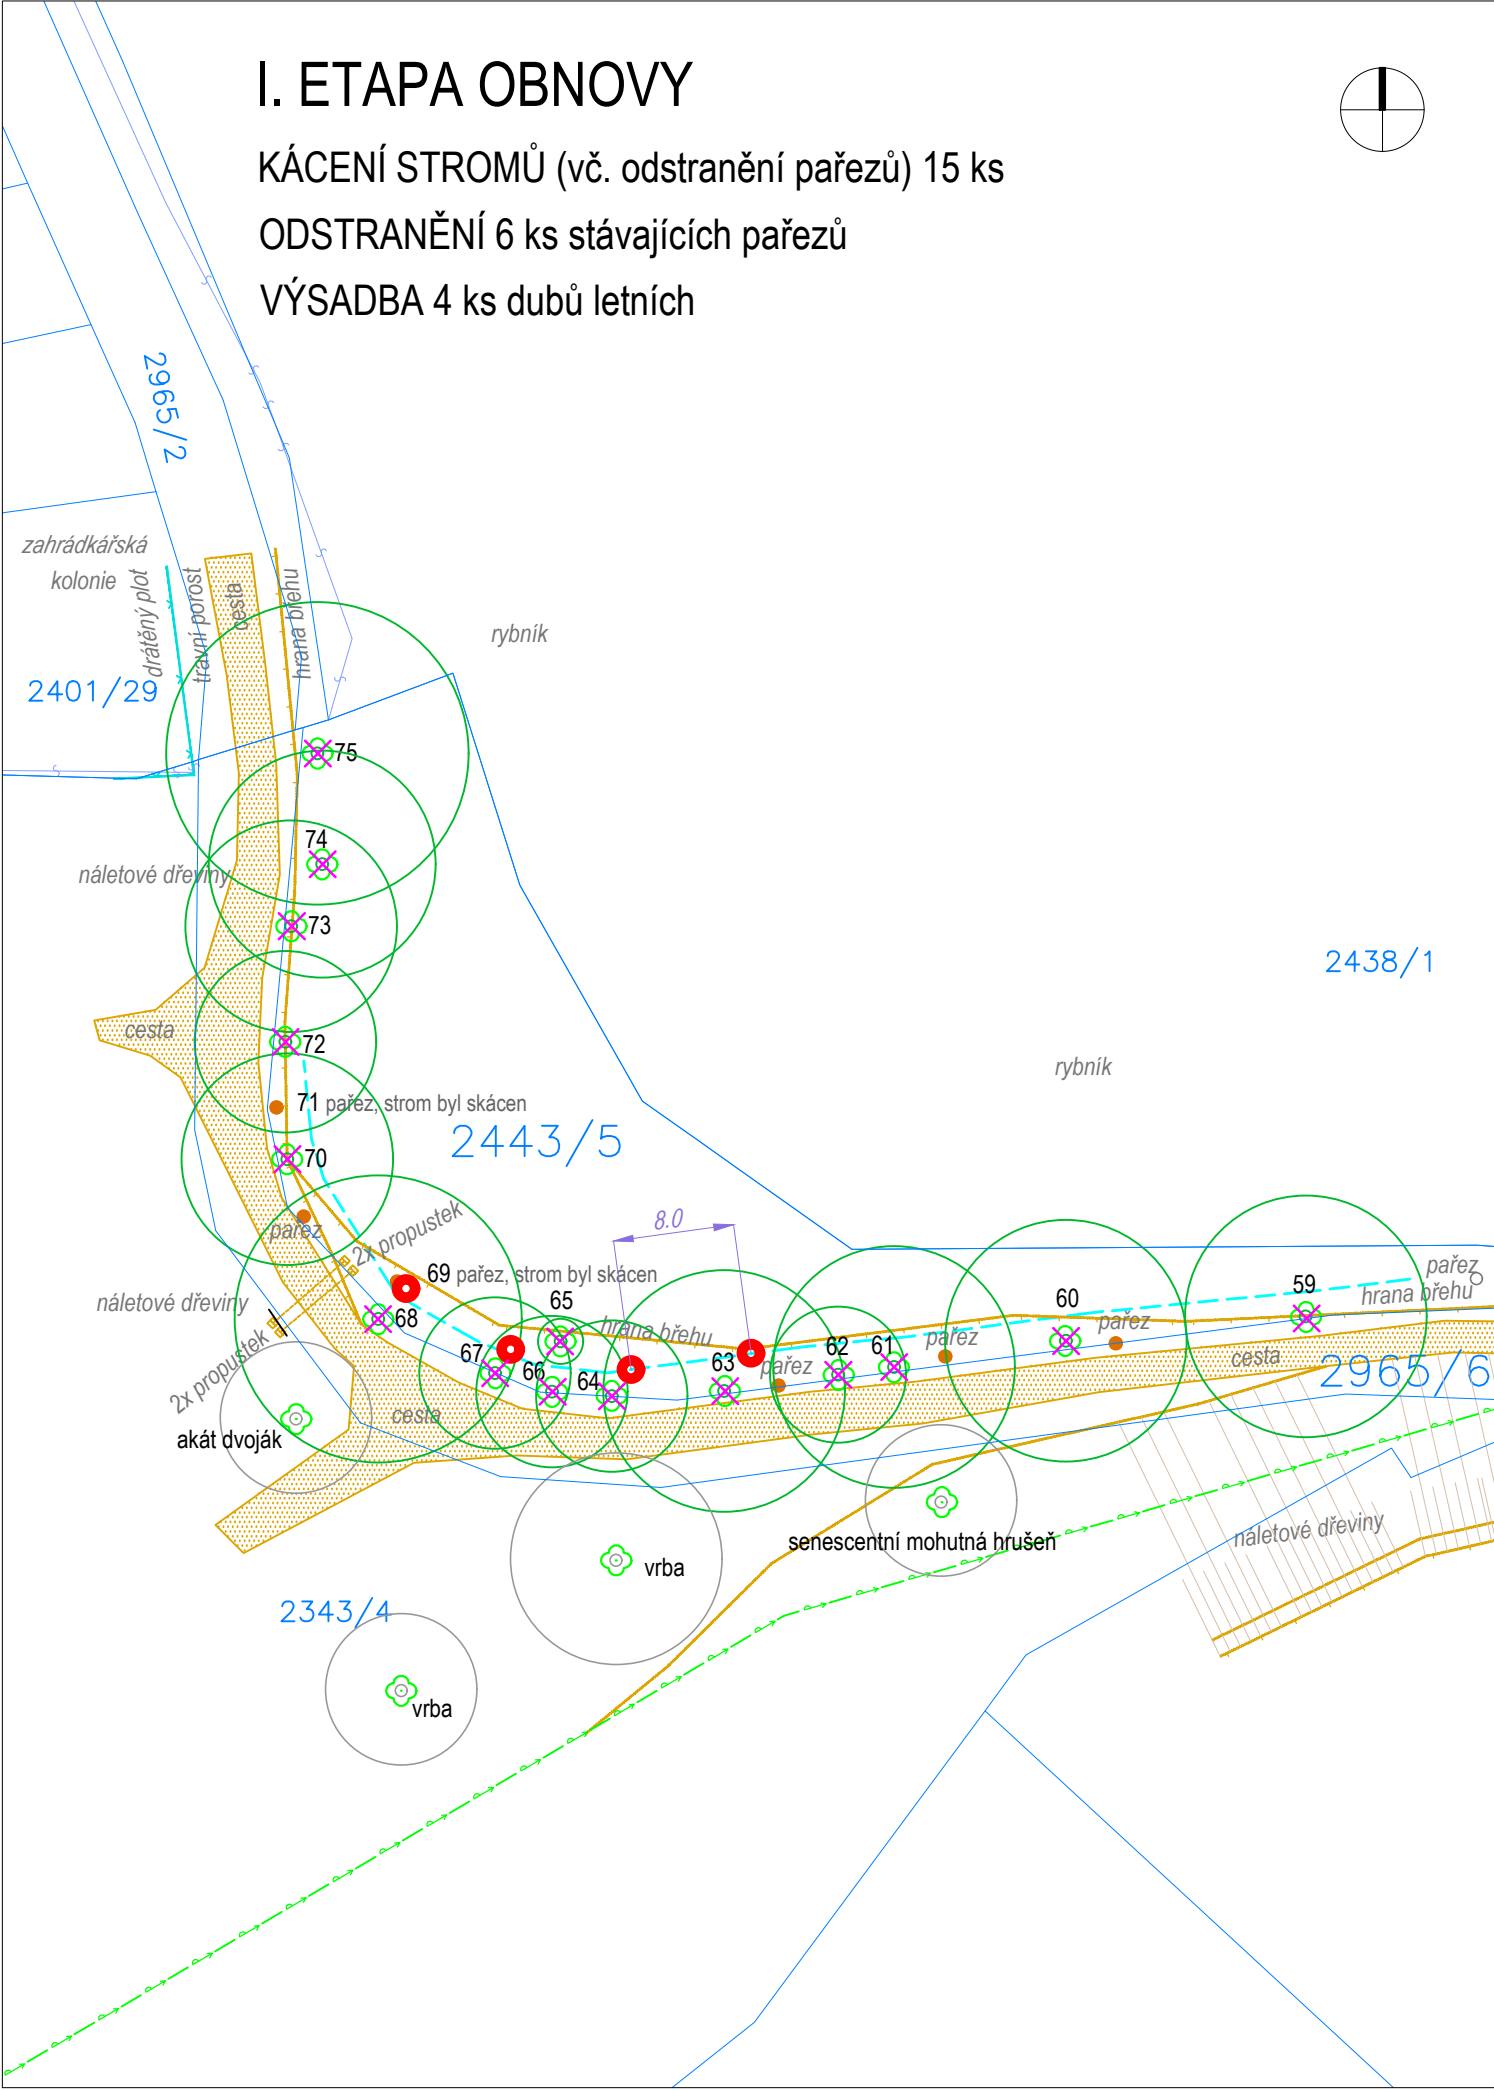 I. ETAPA OBNOVY
KÁCENÍ STROMŮ (vč. odstranění pařezů) 15 ks
ODSTRANĚNÍ 6 ks stávajících pařezů
VÝSADBA 4 ks dubů letních
2965/2
zahrádkářská
kolonie
drátěný plot
travní porost
cesta
hrana břehu
rybník
2401/29
75
74
náletové dřeviny
73
2438/1
cesta
72
rybník
71 pařez, strom byl skácen
2443/5
70
pařez
2x propustek
8.0
69 pařez, strom byl skácen
pařez
hrana břehu
59
60
náletové dřeviny
68
65
hrana břehu
pařez
pařez
62
61
67
66
64
63
pařez
cesta
2965/6
2x propustek
cesta
akát dvoják
náletové dřeviny
senescentní mohutná hrušeň
vrba
2343/4
vrba